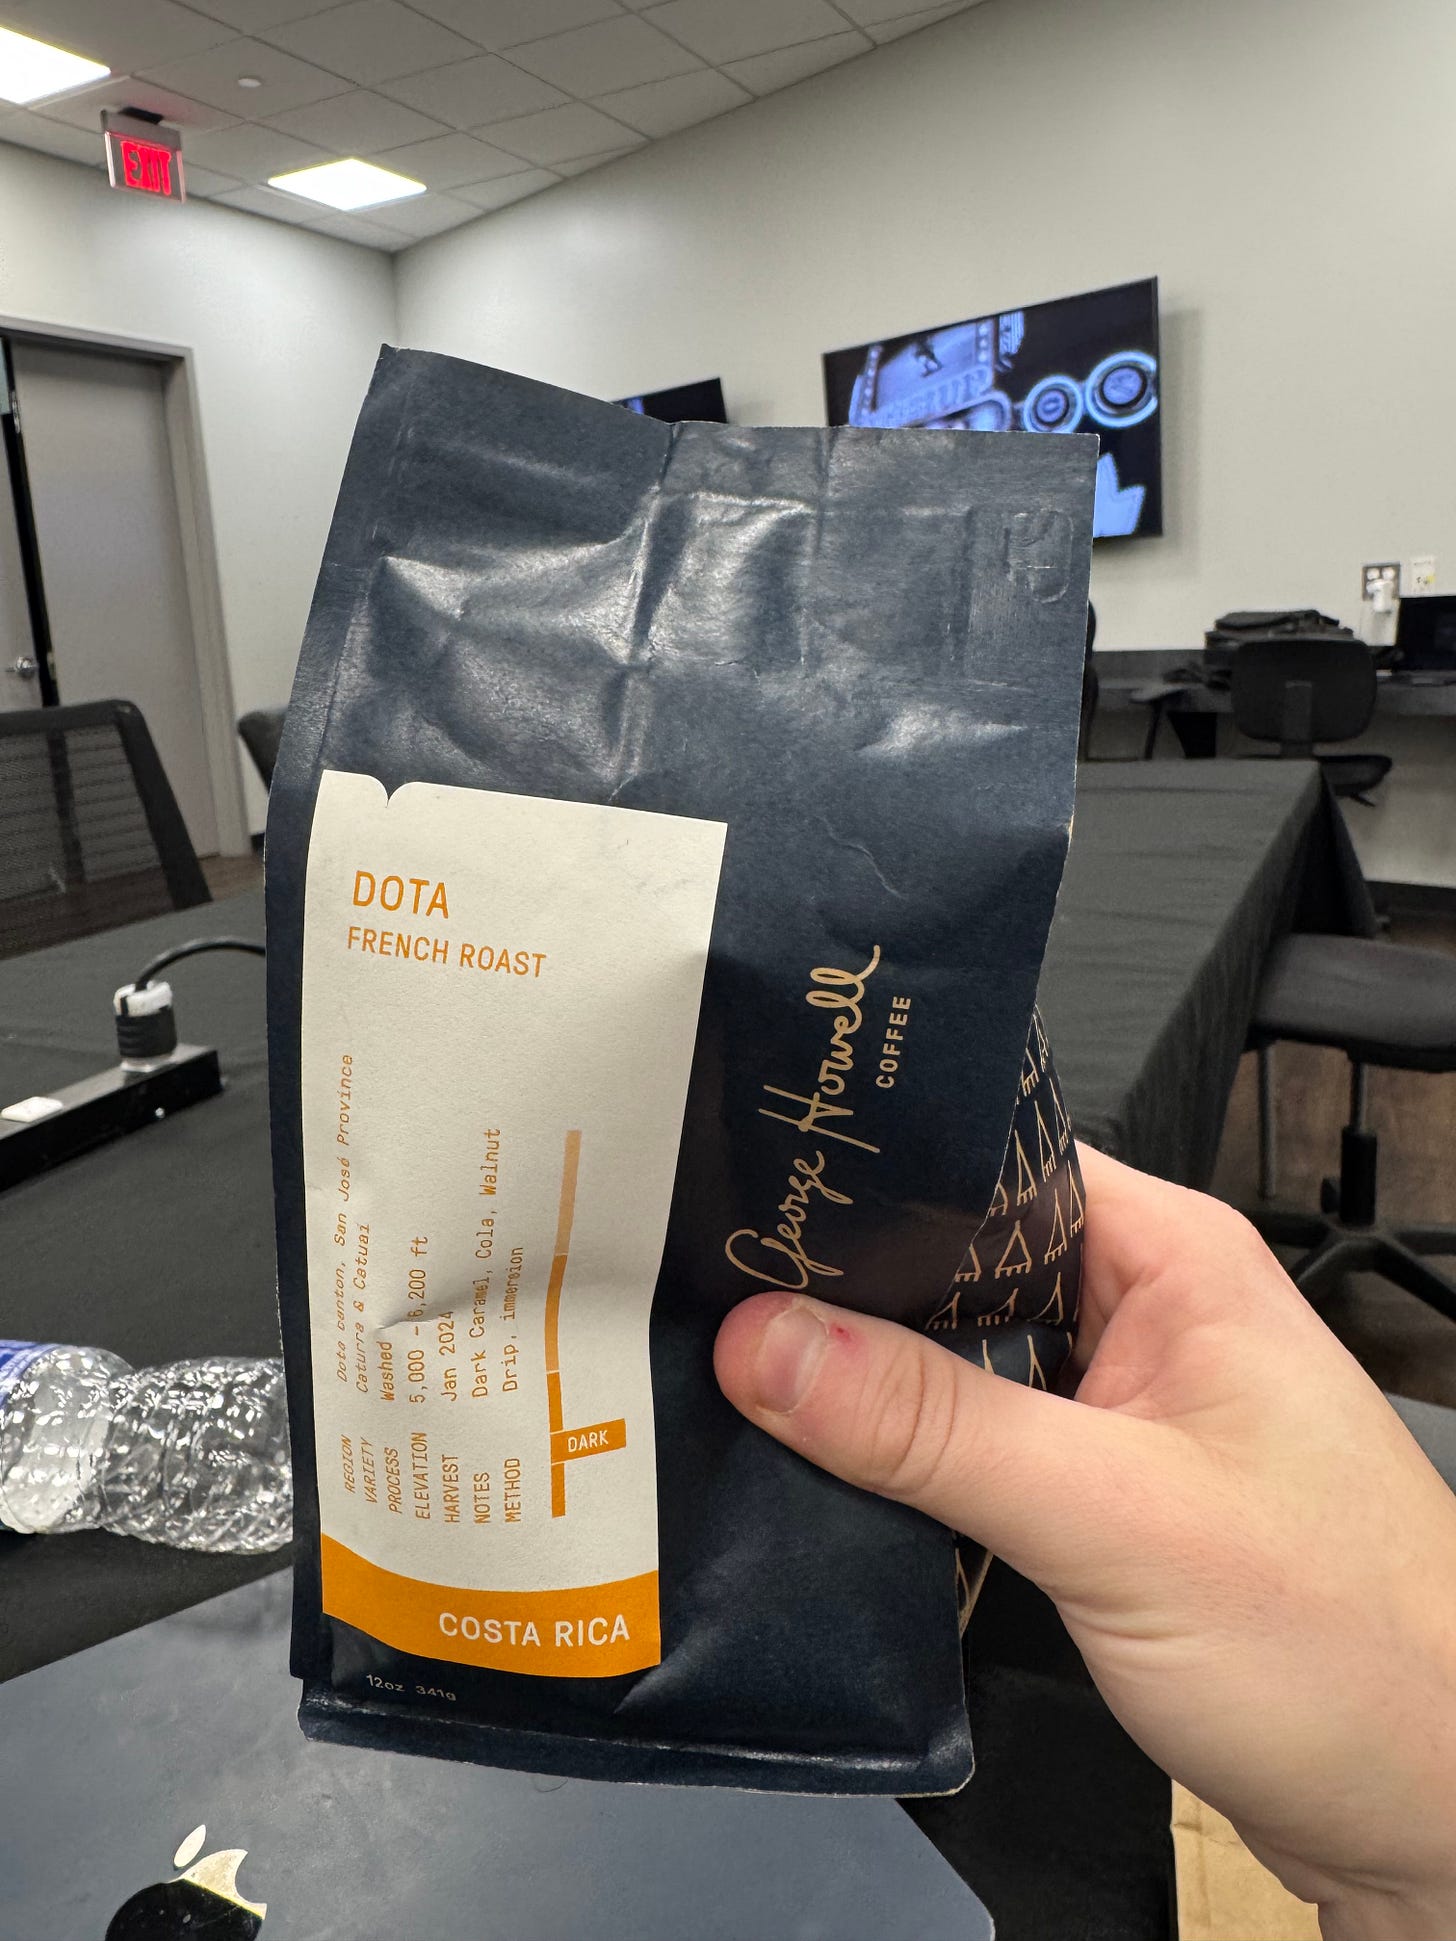 EXIT
DOTA
FRENCH ROAST
REGION Dota canton, San José Province
VARIETY Caturra & Catuaí
PROCESS Washed
ELEVATION 5,000 - 6,200 ft
HARVEST Jan 2024
NOTES Dark Caramel, Cola, Walnut
METHOD Drip, immersion
DARK
COSTA RICA
12oz 341g
George Howell
COFFEE